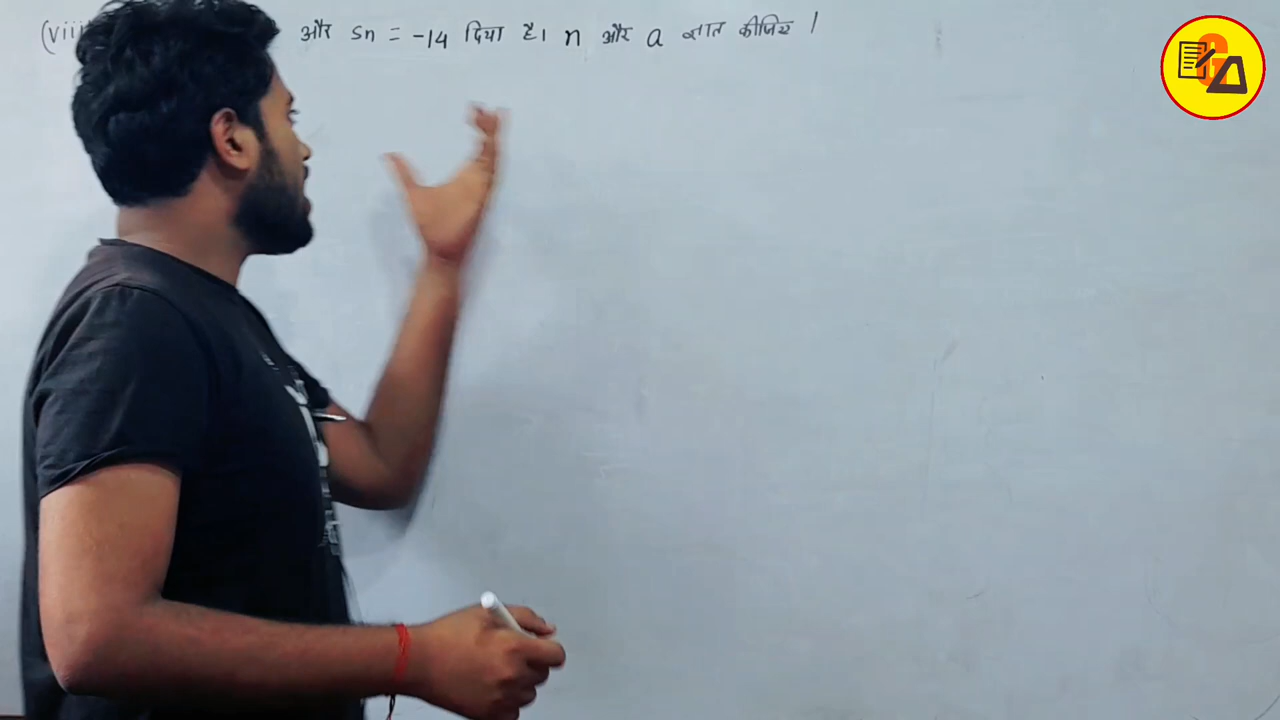 (viii और Sn = -14 दिया है। n और a ज्ञात कीजिए।